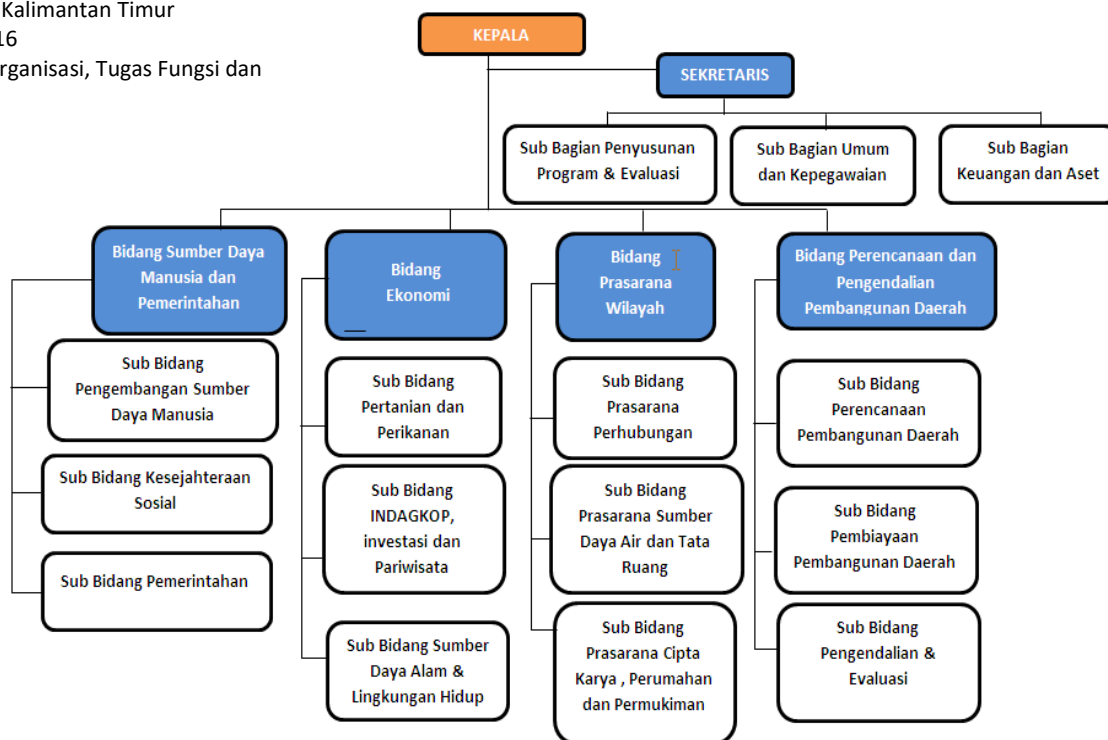 Kalimantan Timur
16
rganisasi, Tugas Fungsi dan
KEPALA
SEKRETARIS
Sub Bagian Penyusunan
Program & Evaluasi
Sub Bagian Umum
dan Kepegawaian
Sub Bagian
Keuangan dan Aset
Bidang Sumber Daya
Manusia dan
Pemerintahan
Bidang
Ekonomi
Bidang
Prasarana
Wilayah
Bidang Perencanaan dan
Pengendalian
Pembangunan Daerah
Sub Bidang
Pengembangan Sumber
Daya Manusia
Sub Bidang Kesejahteraan
Sosial
Sub Bidang Pemerintahan
Sub Bidang
Pertanian dan
Perikanan
Sub Bidang
INDAGKOP,
investasi dan
Pariwisata
Sub Bidang Sumber
Daya Alam &
Lingkungan Hidup
Sub Bidang
Prasarana
Perhubungan
Sub Bidang
Prasarana Sumber
Daya Air dan Tata
Ruang
Sub Bidang
Prasarana Cipta
Karya , Perumahan
dan Permukiman
Sub Bidang
Perencanaan
Pembangunan Daerah
Sub Bidang
Pembiayaan
Pembangunan Daerah
Sub Bidang
Pengendalian &
Evaluasi